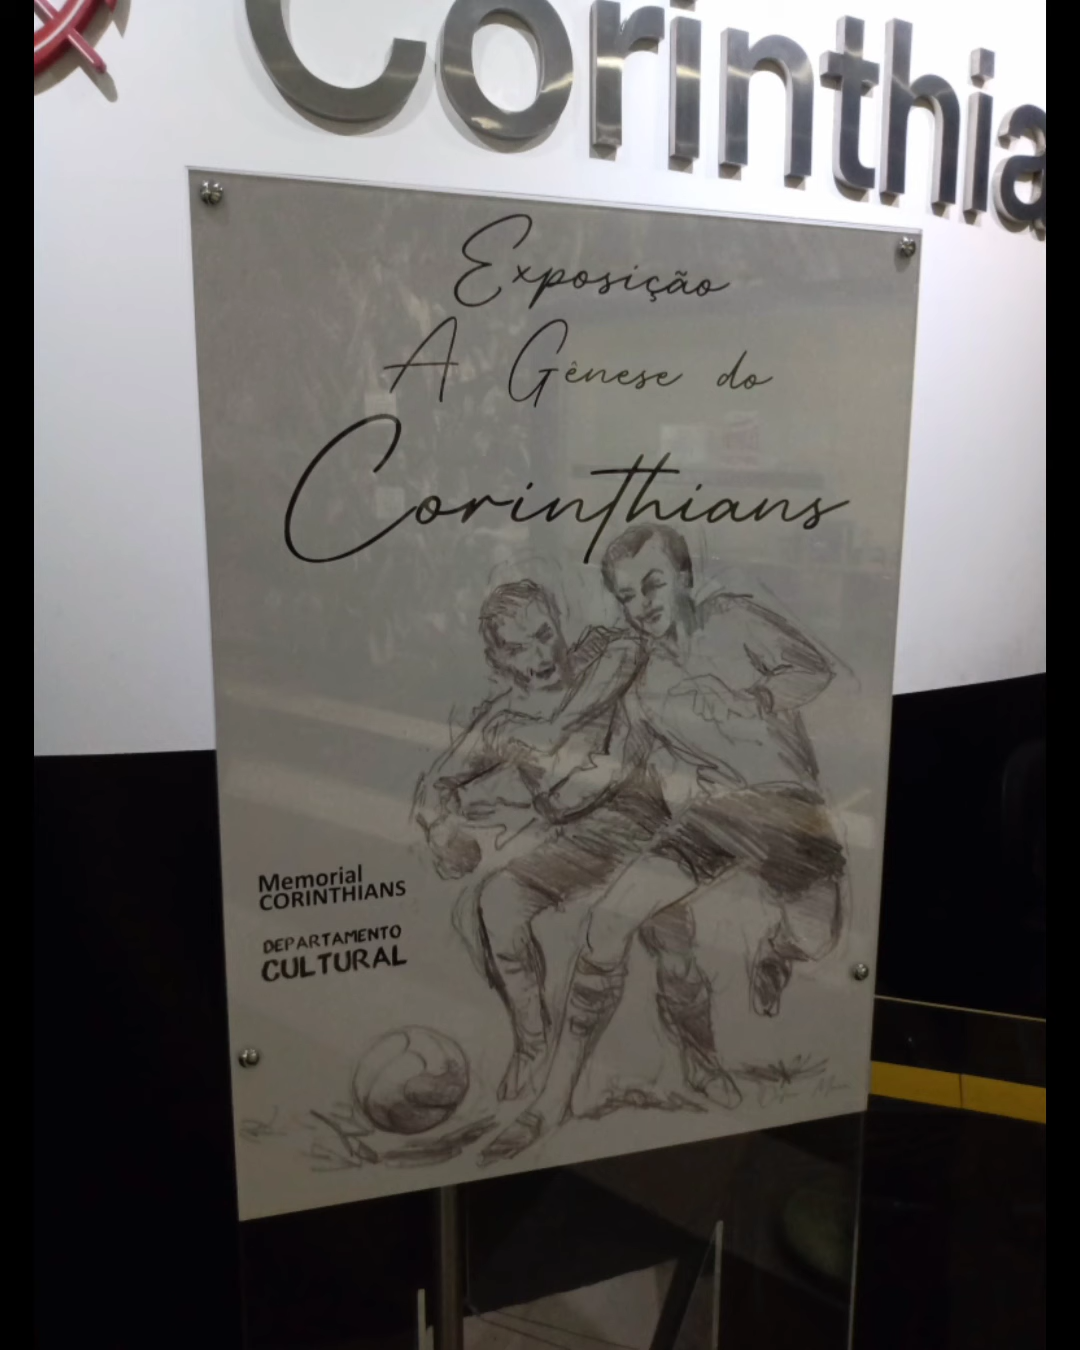 Corinthia
Exposição
A Gênese do
Corinthians
Memorial
CORINTHIANS
DEPARTAMENTO
CULTURAL